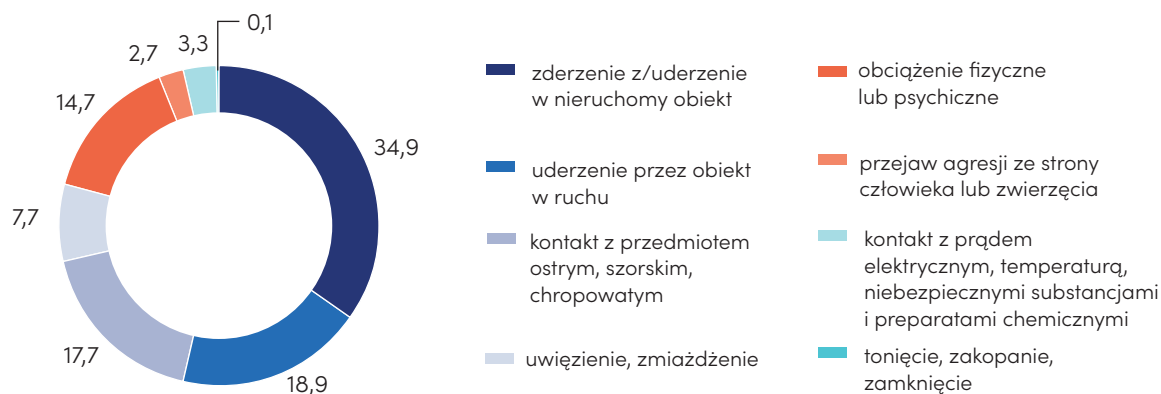 0,1
3,3
2,7
14,7
34,9
7,7
17,7
18,9
zderzenie z/uderzenie
w nieruchomy obiekt
uderzenie przez obiekt
w ruchu
kontakt z przedmiotem
ostrym, szorskim,
chropowatym
uwięzienie, zmiażdżenie
obciążenie fizyczne
lub psychiczne
przejaw agresji ze strony
człowieka lub zwierzęcia
kontakt z prądem
elektrycznym, temperaturą,
niebezpiecznymi substancjami
i preparatami chemicznymi
tonięcie, zakopanie,
zamknięcie